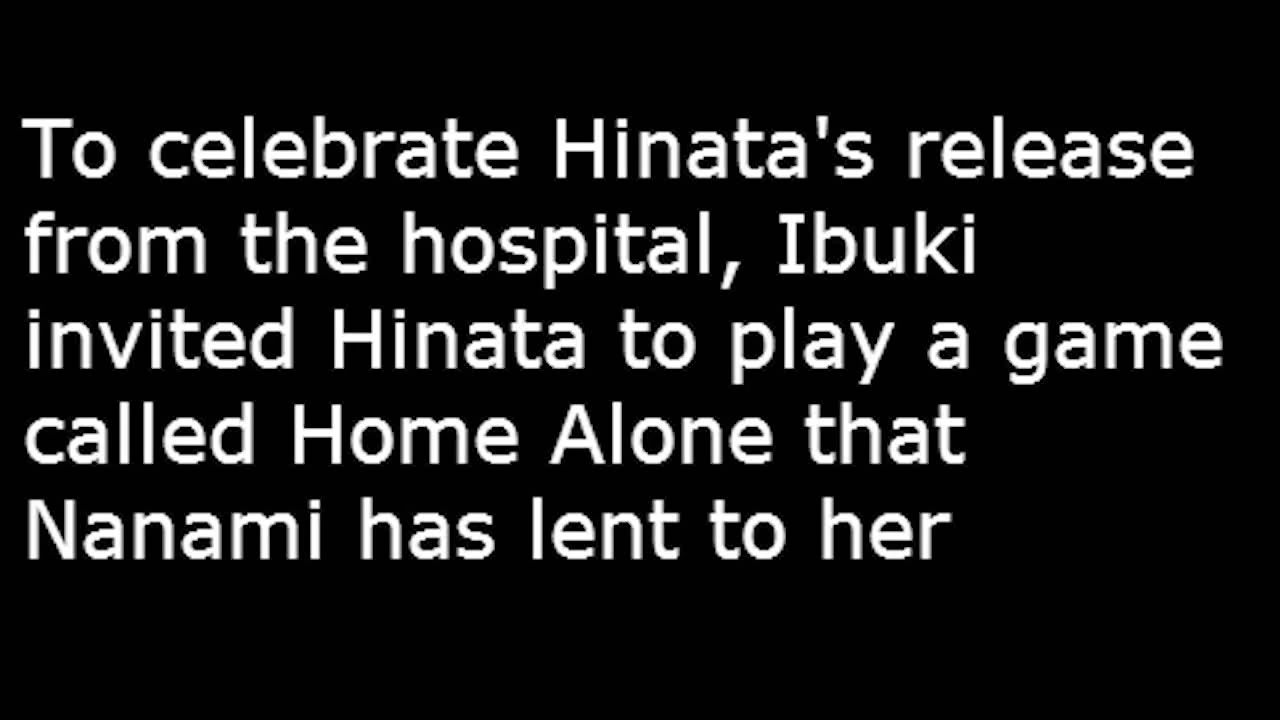 To celebrate Hinata's release
from the hospital, Ibuki
invited Hinata to play a game
called Home Alone that
Nanami has lent to her